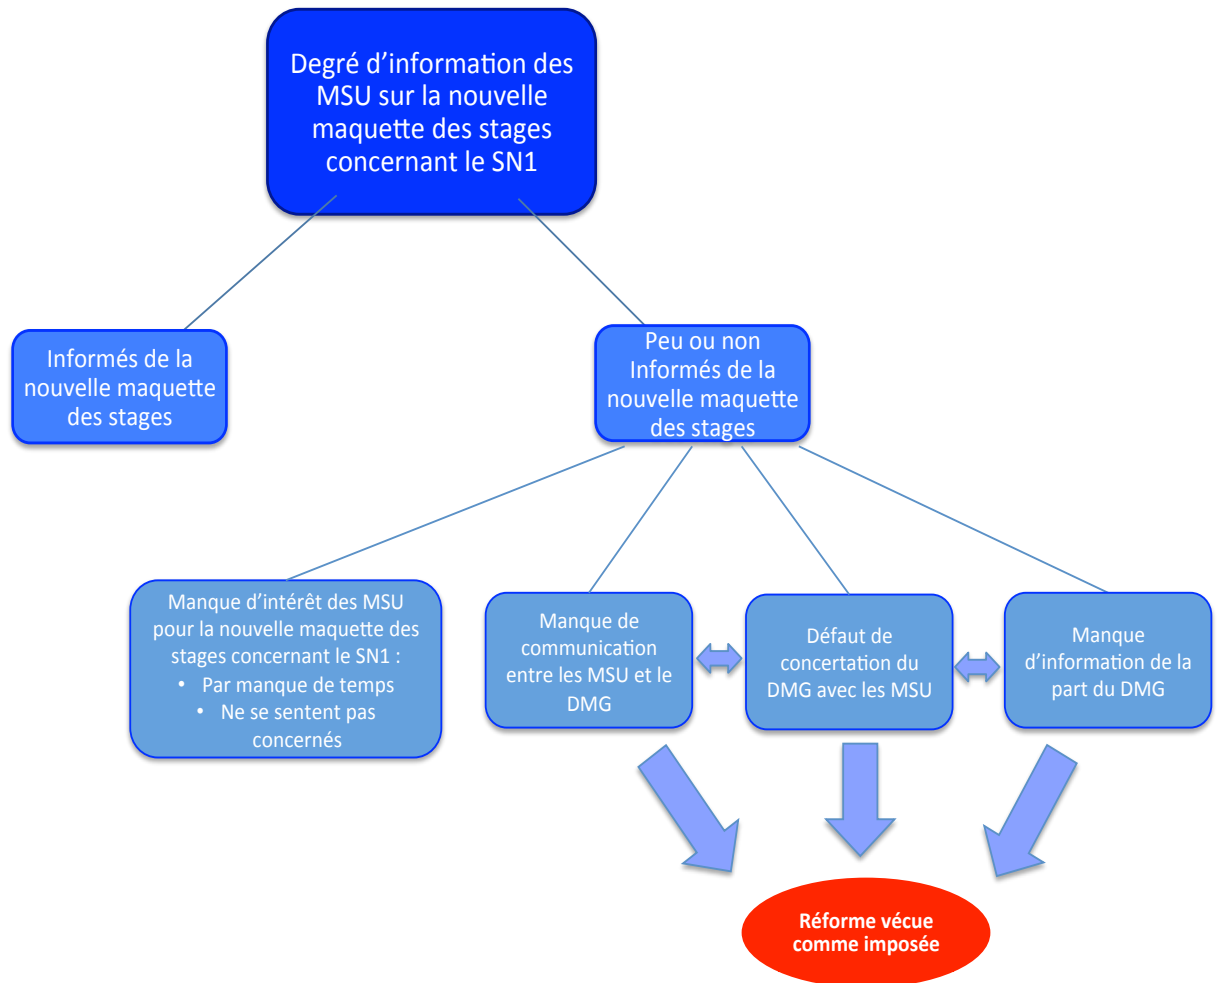 Degré d’information des
MSU sur la nouvelle
maquette des stages
concernant le SN1
Informés de la
nouvelle maquette
des stages
Peu ou non
Informés de la
nouvelle maquette
des stages
Manque d’intérêt des MSU
pour la nouvelle maquette des
stages concernant le SN1 :
• Par manque de temps
• Ne se sentent pas
concernés
Manque de
communication
entre les MSU et le
DMG
Défaut de
concertation du
DMG avec les MSU
Manque
d’information de la
part du DMG
Réforme vécue
comme imposée